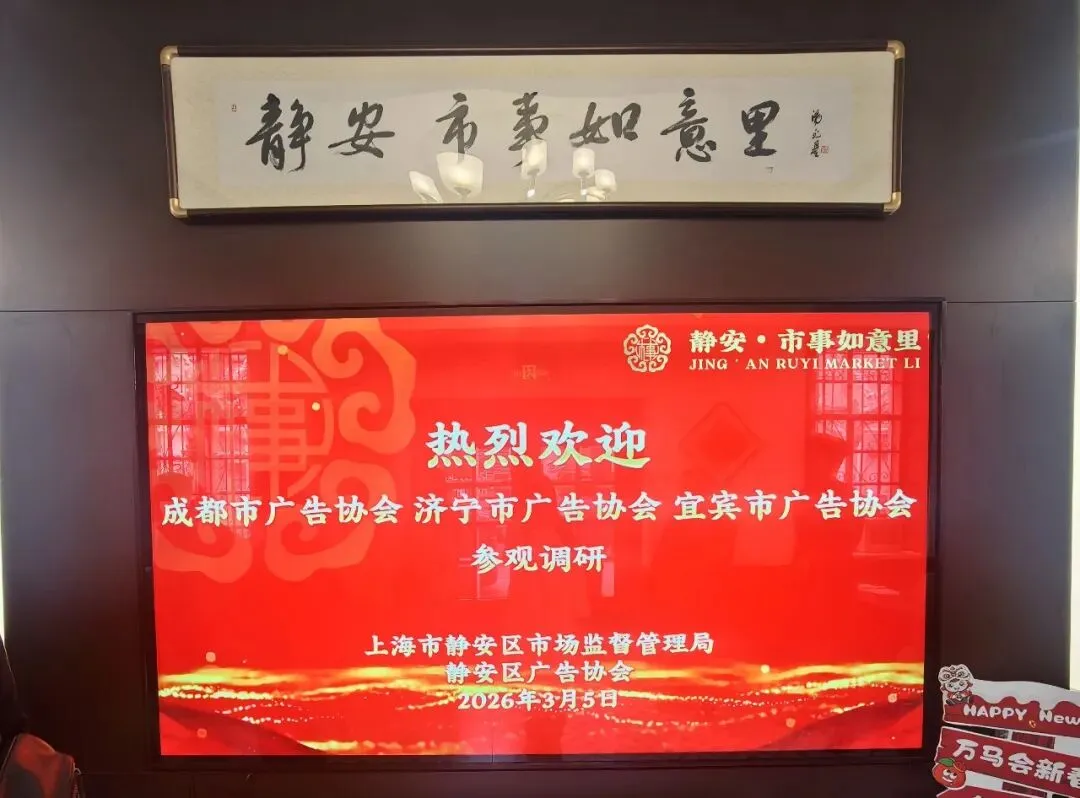 静安 市事如意里
静安·市事如意里
JING'AN RUYI MARKET LI
热烈欢迎
成都市广告协会 济宁市广告协会 宜宾市广告协会
参观调研
上海市静安区市场监督管理局
静安区广告协会
2026年3月5日
HAPPY New
万马会新春